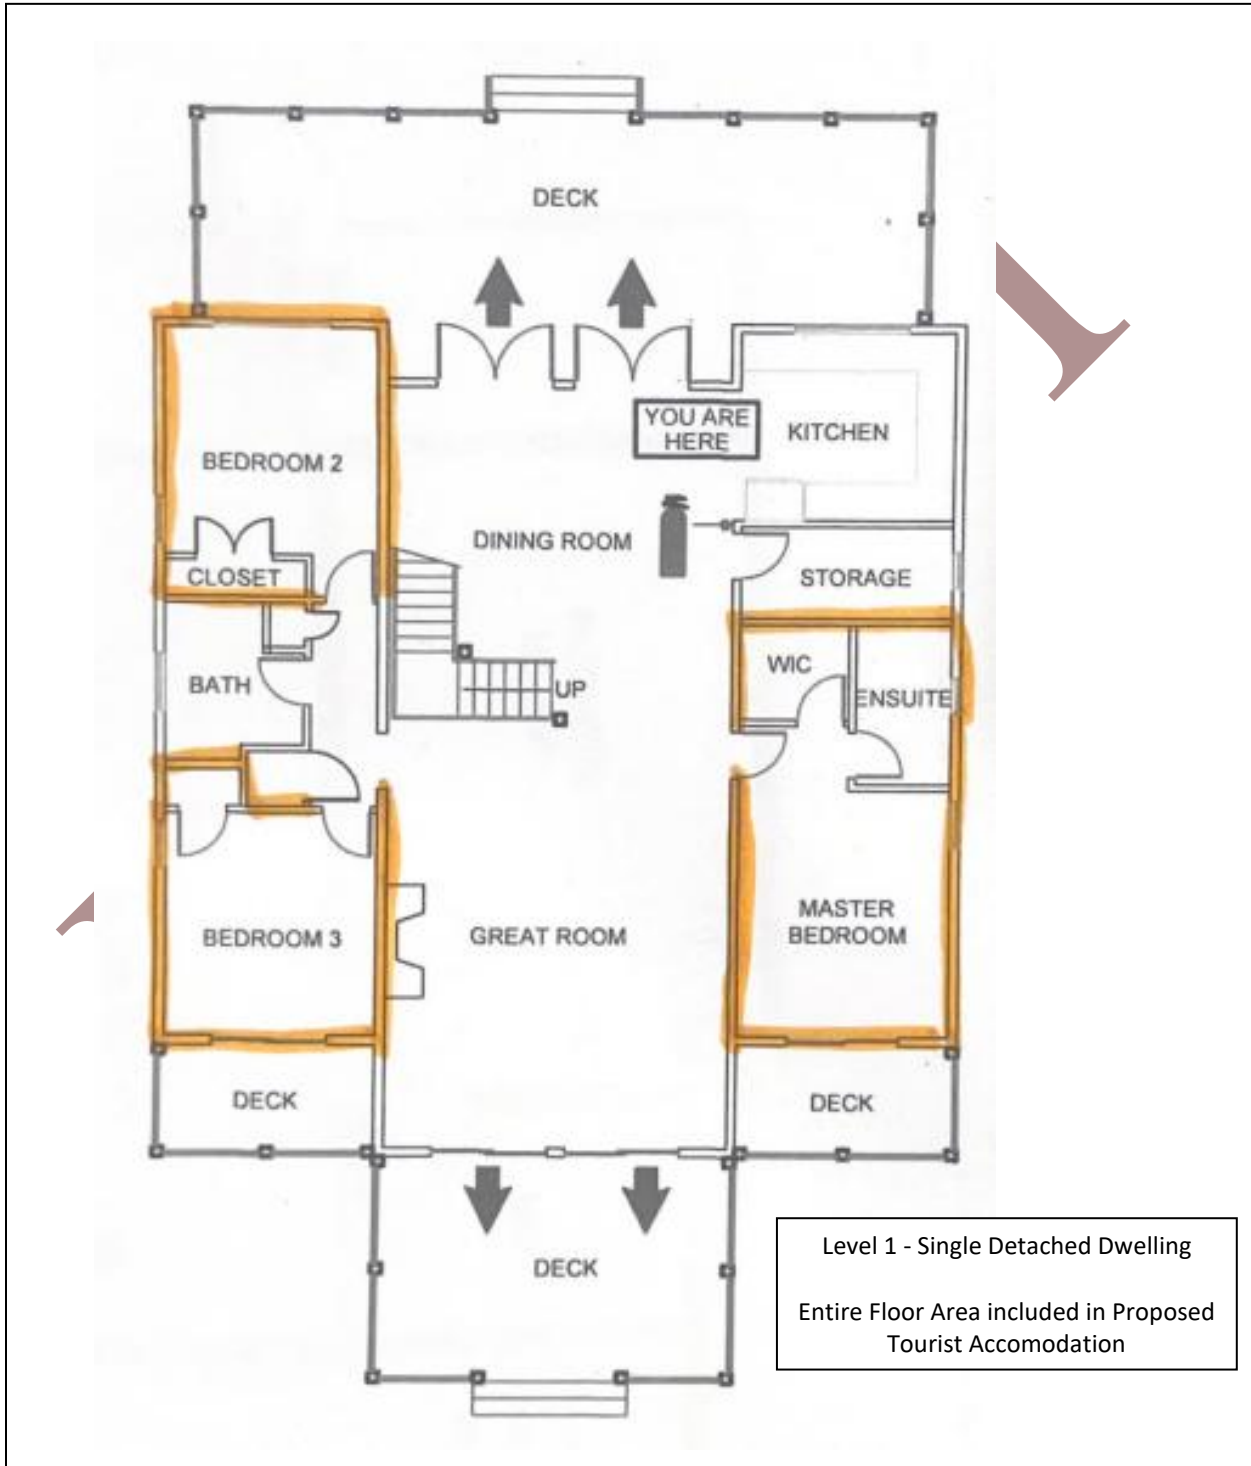 DECK
YOU ARE
HERE
KITCHEN
BEDROOM 2
DINING ROOM
CLOSET
STORAGE
WIC
BATH
UP
ENSUITE
MASTER
BEDROOM
BEDROOM 3
GREAT ROOM
DECK
DECK
DECK
Level 1 - Single Detached Dwelling
Entire Floor Area included in Proposed
Tourist Accomodation